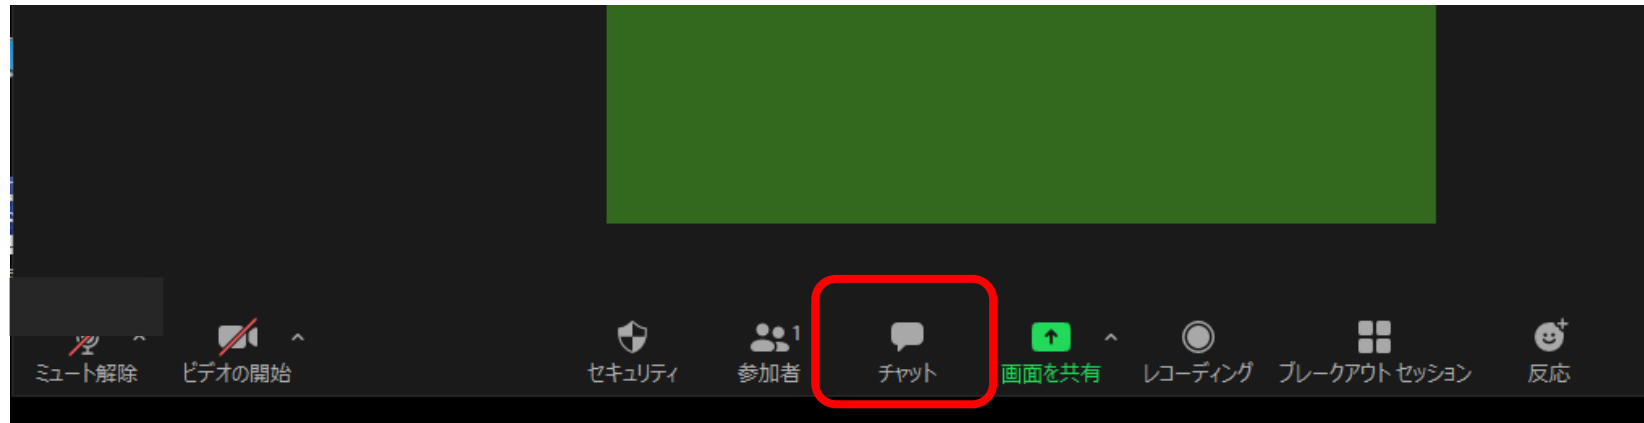 ミュート解除 ビデオの開始 セキュリティ 参加者 1 チャット 画面を共有 レコーディング ブレークアウト セッション 反応